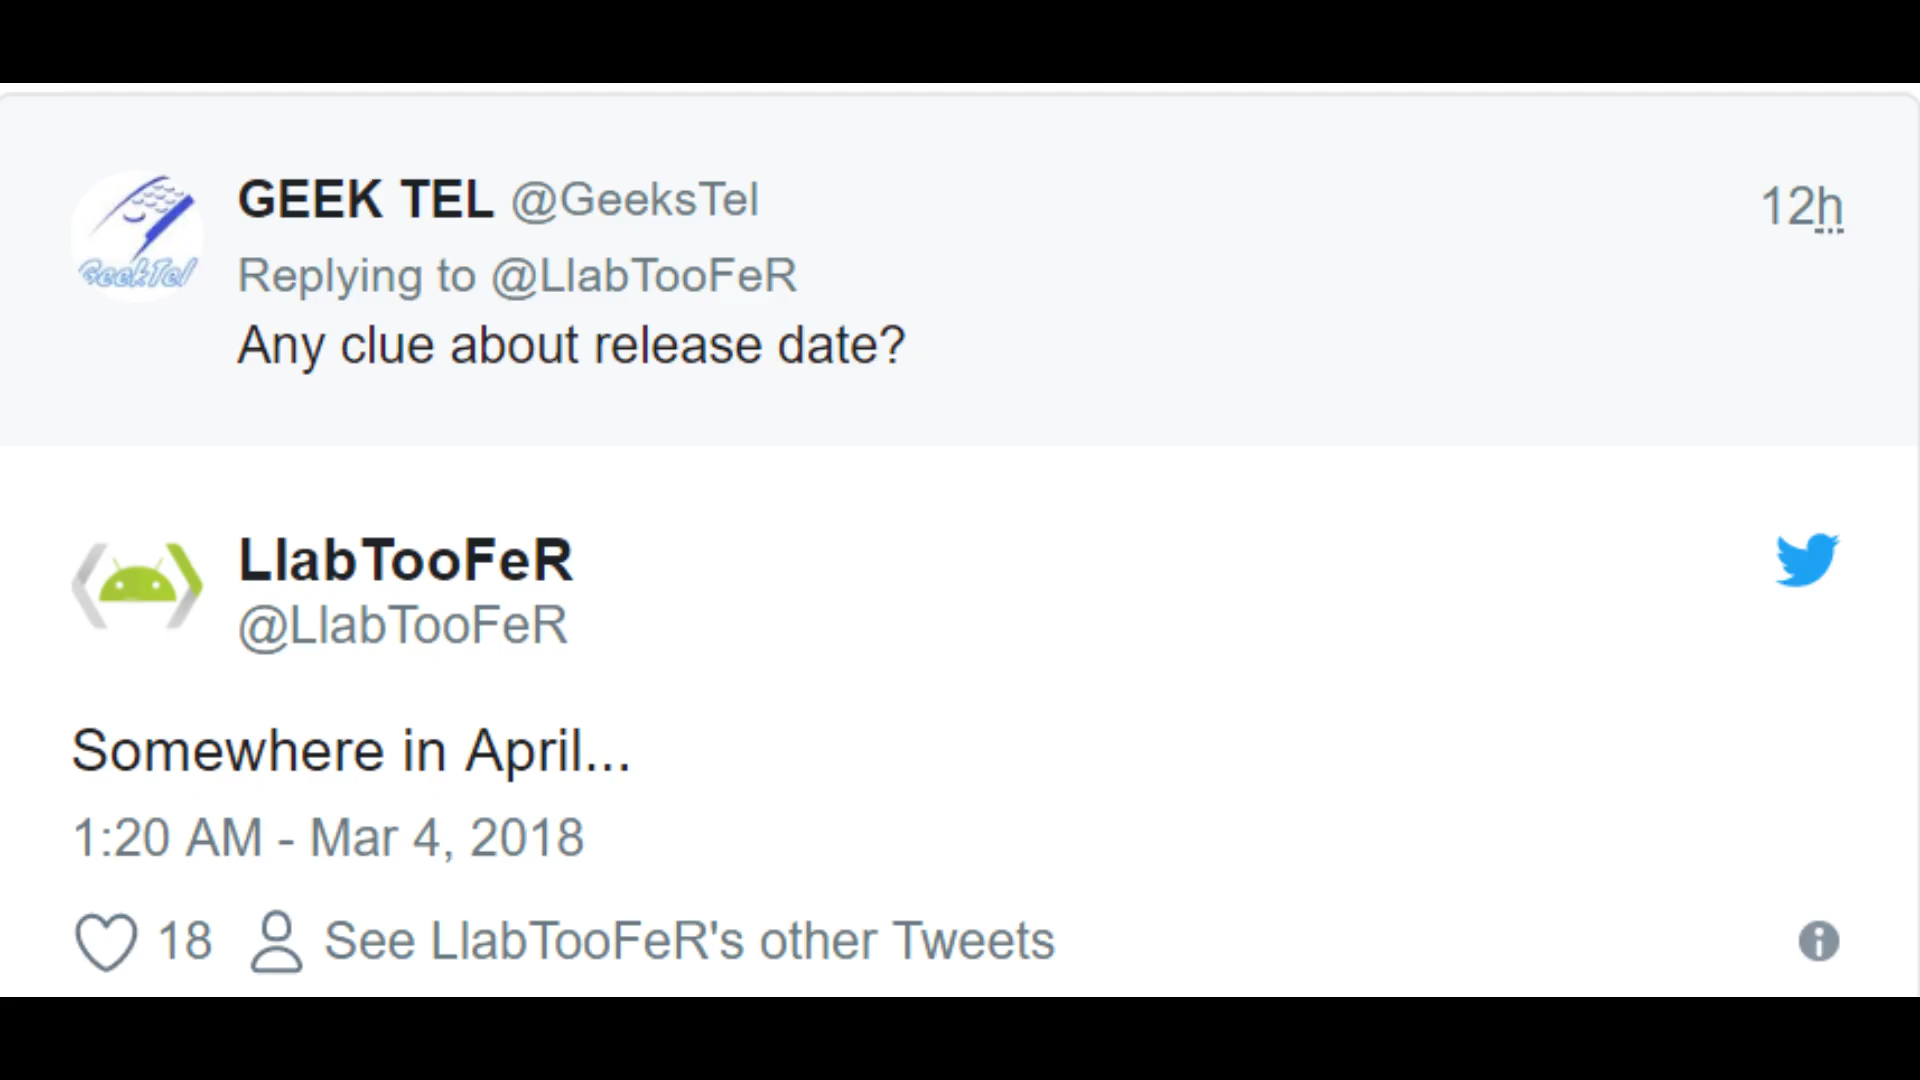 GEEK TEL @GeeksTel 12h
Replying to @LlabTooFeR
Any clue about release date?
GeekTel
LlabTooFeR
@LlabTooFeR
Somewhere in April...
1:20 AM - Mar 4, 2018
18 See LlabTooFeR's other Tweets